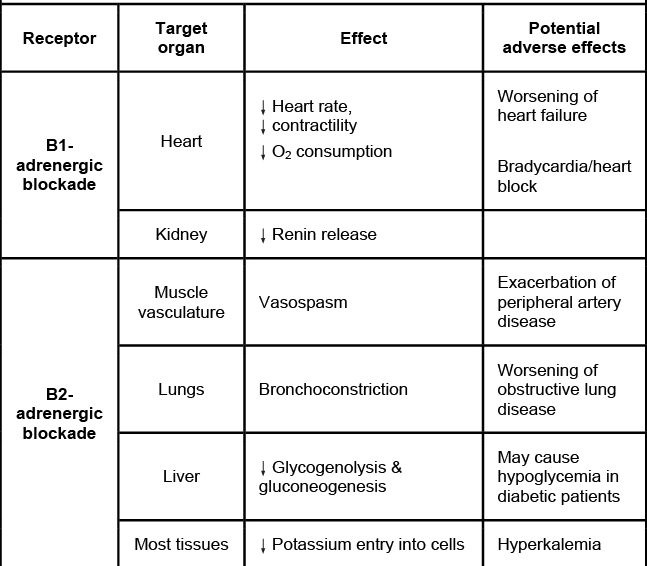 Receptor
Target
organ
Effect
Potential
adverse effects
B1-
adrenergic
blockade
Heart
↓ Heart rate,
↓ contractility
↓ O₂ consumption
Worsening of
heart failure
Bradycardia/heart
block
Kidney
↓ Renin release
B2-
adrenergic
blockade
Muscle
vasculature
Vasospasm
Exacerbation of
peripheral artery
disease
Lungs
Bronchoconstriction
Worsening of
obstructive lung
disease
Liver
↓ Glycogenolysis &
gluconeogenesis
May cause
hypoglycemia in
diabetic patients
Most tissues
↓ Potassium entry into cells
Hyperkalemia